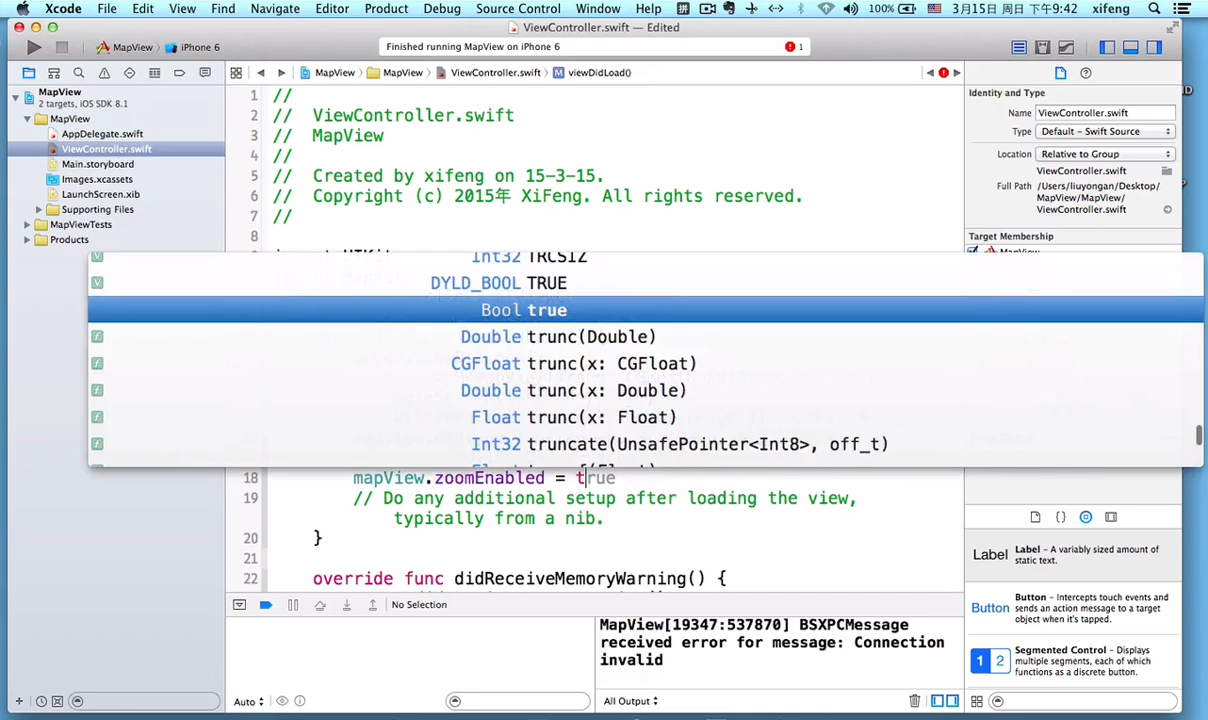 Xcode File Edit View Find Navigate Editor Product Debug Source Control Window Help 100% 3月15日 周日 下午9:42 xifeng
ViewController.swift — Edited
MapView 〉 iPhone 6
Finished running MapView on iPhone 6
1
MapView 〉 MapView 〉 ViewController.swift 〉 M viewDidLoad()
MapView
2 targets, iOS SDK 8.1
MapView
AppDelegate.swift
ViewController.swift
Main.storyboard
Images.xcassets
LaunchScreen.xib
Supporting Files
MapViewTests
Products
1 //
2 // ViewController.swift
3 // MapView
4 //
5 // Created by xifeng on 15-3-15.
6 // Copyright (c) 2015年 XiFeng. All rights reserved.
7 //
8
Int32 TRCSIZ
V DYLD_BOOL TRUE
Bool true
f Double trunc(Double)
f CGFloat trunc(x: CGFloat)
f Double trunc(x: Double)
f Float trunc(x: Float)
f Int32 truncate(UnsafePointer<Int8>, off_t)
18 mapView.zoomEnabled = true
19 // Do any additional setup after loading the view,
typically from a nib.
20 }
21
22 override func didReceiveMemoryWarning() {
No Selection
MapView[19347:537870] BSXPCMessage
received error for message: Connection
invalid
Auto
All Output
Identity and Type
Name ViewController.swift
Type Default - Swift Source
Location Relative to Group
ViewController.swift
Full Path /Users/liuyongan/Desktop/
MapView/MapView/
ViewController.swift
Target Membership
MapView
{}
Label Label - A variably sized amount of
static text.
Button Button - Intercepts touch events and
sends an action message to a target
object when it's tapped.
1 2 Segmented Control - Displays
multiple segments, each of which
functions as a discrete button.